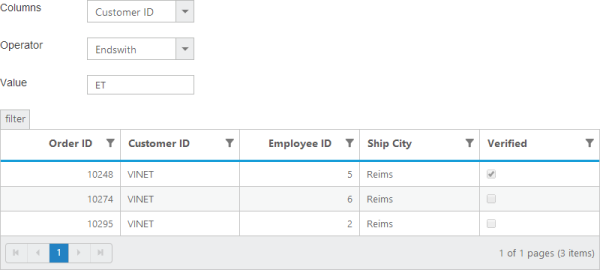 Columns Customer ID
Operator Endswith
Value ET
filter
Order ID Customer ID Employee ID Ship City Verified
10248 VINET 5 Reims
10274 VINET 6 Reims
10295 VINET 2 Reims
1 1 of 1 pages (3 items)